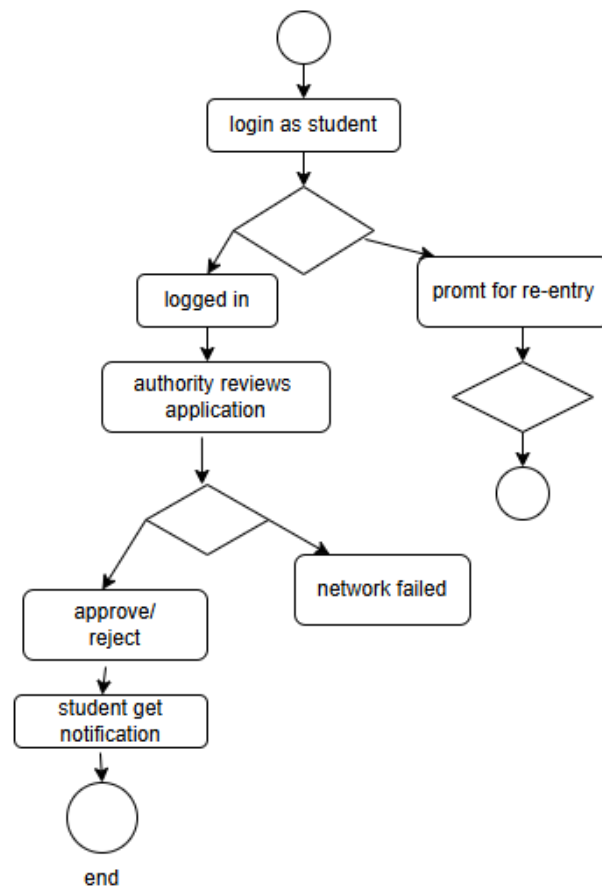 login as student
logged in
promt for re-entry
authority reviews
application
network failed
approve/
reject
student get
notification
end